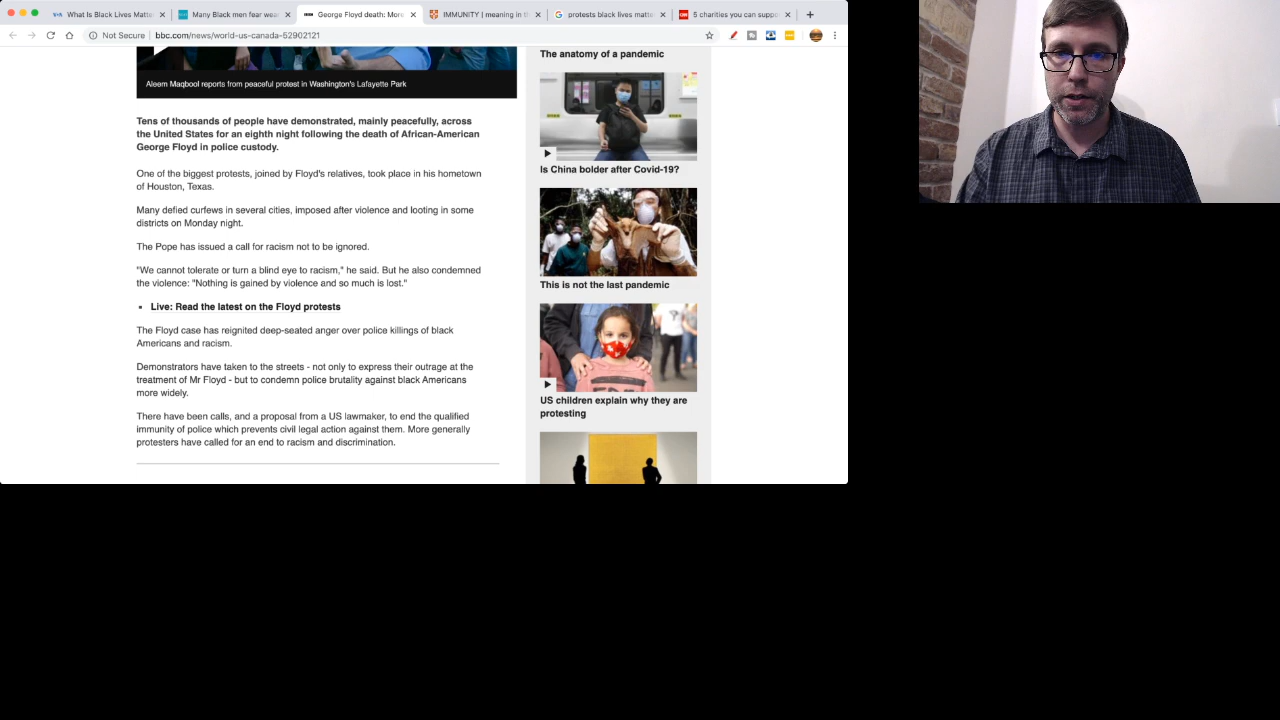 What Is Black Lives Matte
Many Black men fear wea
George Floyd death: More
IMMUNITY | meaning in th
protests black lives matte
5 charities you can suppo
Not Secure
bbc.com/news/world-us-canada-52902121
Aleem Maqbool reports from peaceful protest in Washington's Lafayette Park
Tens of thousands of people have demonstrated, mainly peacefully, across
the United States for an eighth night following the death of African-American
George Floyd in police custody.
One of the biggest protests, joined by Floyd's relatives, took place in his hometown
of Houston, Texas.
Many defied curfews in several cities, imposed after violence and looting in some
districts on Monday night.
The Pope has issued a call for racism not to be ignored.
"We cannot tolerate or turn a blind eye to racism," he said. But he also condemned
the violence: "Nothing is gained by violence and so much is lost."
Live: Read the latest on the Floyd protests
The Floyd case has reignited deep-seated anger over police killings of black
Americans and racism.
Demonstrators have taken to the streets - not only to express their outrage at the
treatment of Mr Floyd - but to condemn police brutality against black Americans
more widely.
There have been calls, and a proposal from a US lawmaker, to end the qualified
immunity of police which prevents civil legal action against them. More generally
protesters have called for an end to racism and discrimination.
The anatomy of a pandemic
Is China bolder after Covid-19?
This is not the last pandemic
US children explain why they are
protesting